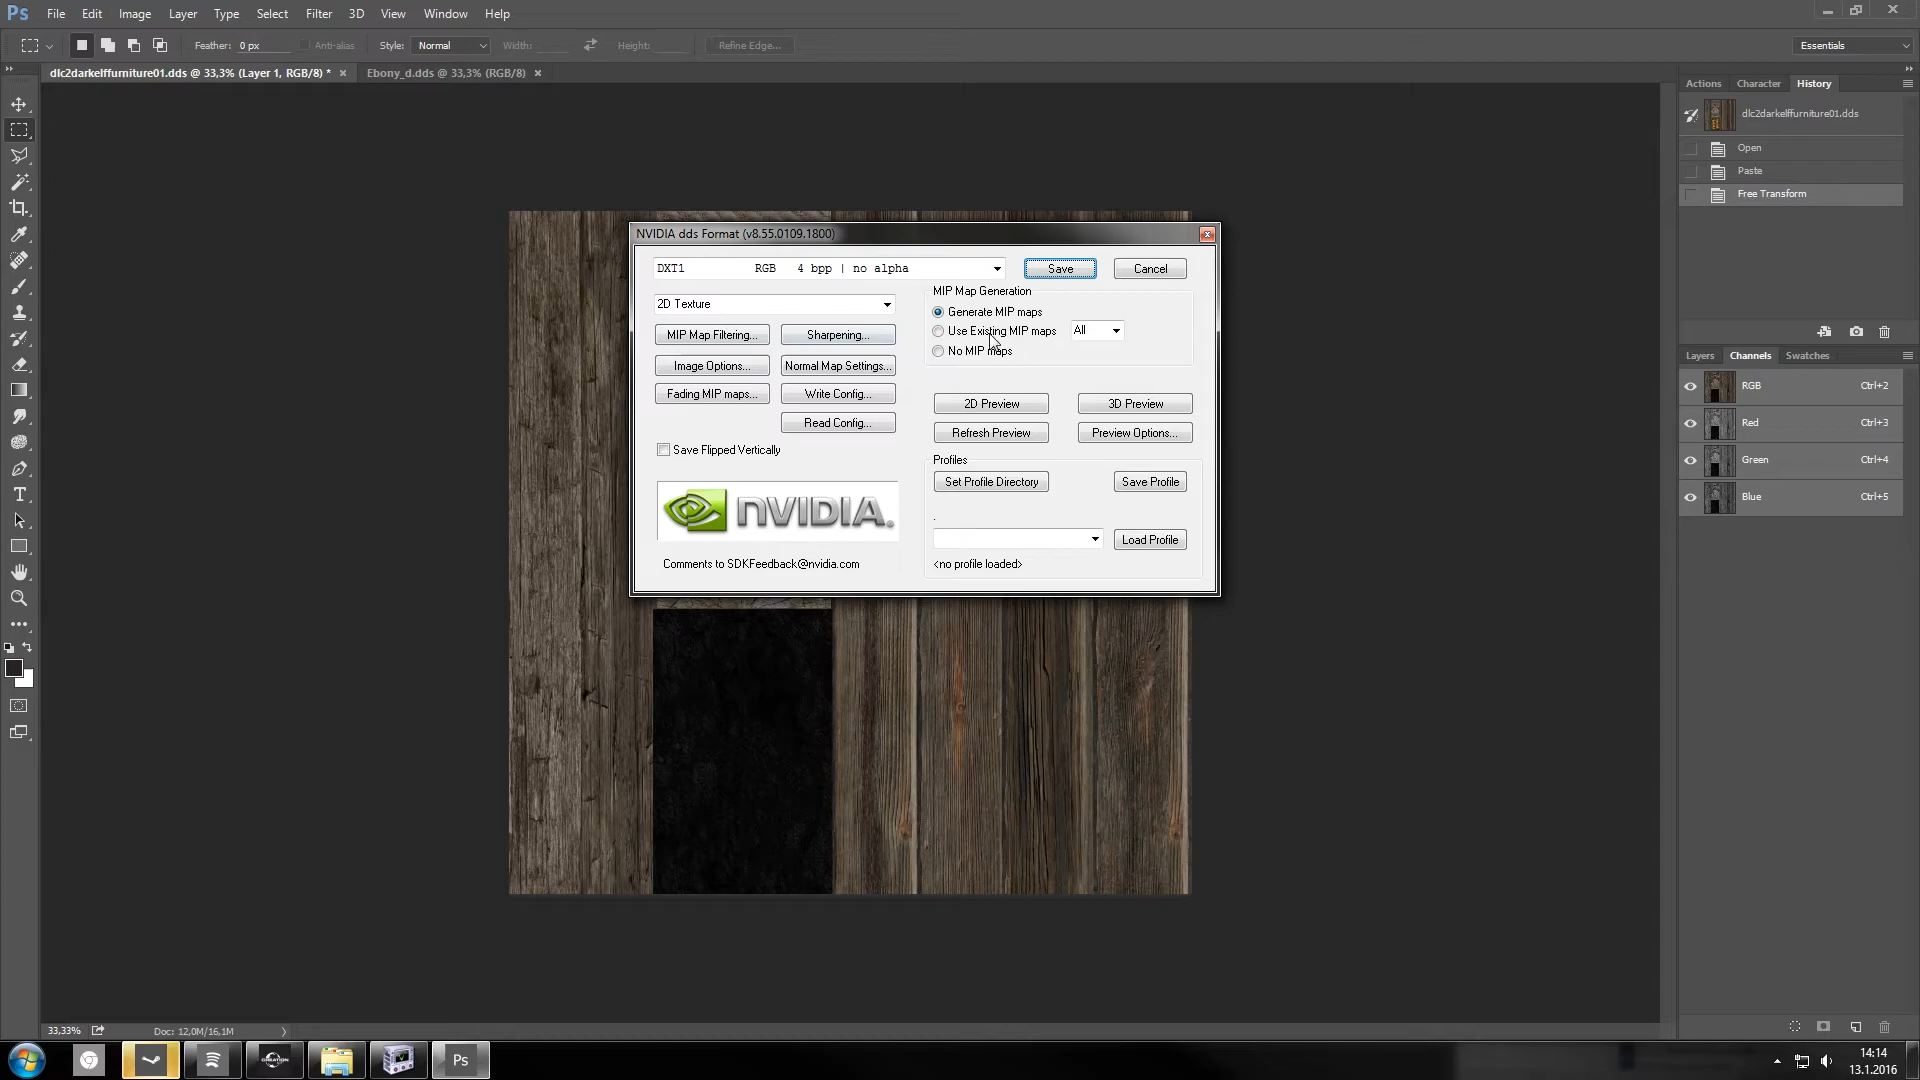 Ps File Edit Image Layer Type Select Filter 3D View Window Help
Feather: 0 px Anti-alias Style: Normal Width: Height: Refine Edge... Essentials
dlc2darkelffurniture01.dds @ 33,3% (Layer 1, RGB/8) * Ebony_d.dds @ 33,3% (RGB/8)
Actions Character History
dlc2darkelffurniture01.dds
Open
Paste
Free Transform
NVIDIA dds Format (v8.55.0109.1800)
DXT1 RGB 4 bpp | no alpha
Save Cancel
2D Texture
MIP Map Generation
Generate MIP maps
Use Existing MIP maps All
No MIP maps
MIP Map Filtering... Sharpening...
Image Options... Normal Map Settings...
Fading MIP maps... Write Config...
Read Config...
2D Preview 3D Preview
Refresh Preview Preview Options...
Save Flipped Vertically
Profiles
Set Profile Directory Save Profile
.
NVIDIA.
Load Profile
Comments to SDKFeedback@nvidia.com
<no profile loaded>
Layers Channels Swatches
RGB Ctrl+2
Red Ctrl+3
Green Ctrl+4
Blue Ctrl+5
T
33,33% Doc: 12,0M/16,1M
CREATION
Ps
14:14
13.1.2016